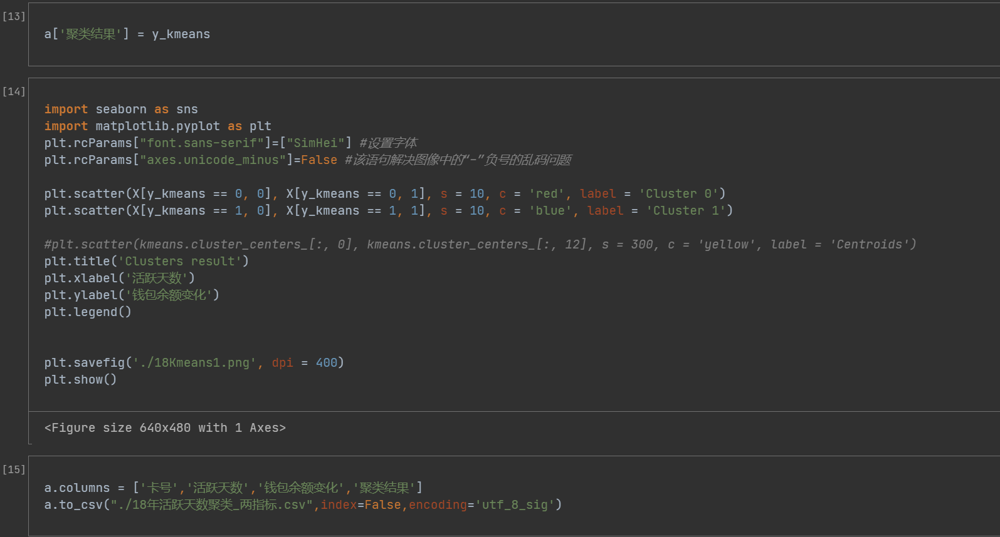 [13]
a['聚类结果'] = y_kmeans
[14]
import seaborn as sns
import matplotlib.pyplot as plt
plt.rcParams["font.sans-serif"]=["SimHei"] #设置字体
plt.rcParams["axes.unicode_minus"]=False #该语句解决图像中的“-”负号的乱码问题
plt.scatter(X[y_kmeans == 0, 0], X[y_kmeans == 0, 1], s = 10, c = 'red', label = 'Cluster 0')
plt.scatter(X[y_kmeans == 1, 0], X[y_kmeans == 1, 1], s = 10, c = 'blue', label = 'Cluster 1')
#plt.scatter(kmeans.cluster_centers_[:, 0], kmeans.cluster_centers_[:, 12], s = 300, c = 'yellow', label = 'Centroids')
plt.title('Clusters result')
plt.xlabel('活跃天数')
plt.ylabel('钱包余额变化')
plt.legend()
plt.savefig('./18Kmeans1.png', dpi = 400)
plt.show()
<Figure size 640x480 with 1 Axes>
[15]
a.columns = ['卡号','活跃天数','钱包余额变化','聚类结果']
a.to_csv("./18年活跃天数聚类_两指标.csv",index=False,encoding='utf_8_sig')